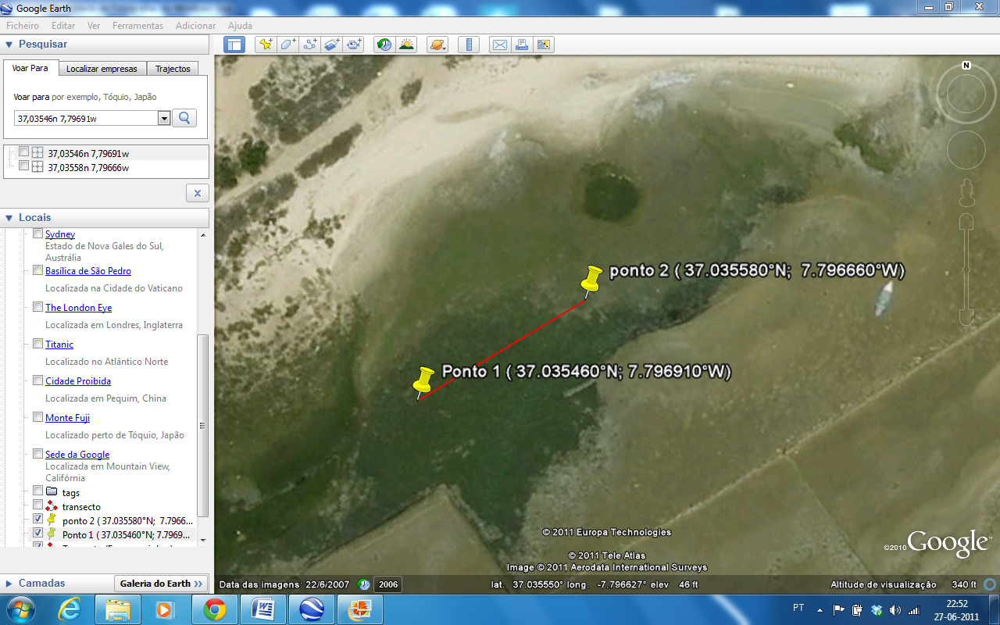 Google Earth
Ficheiro Editar Ver Ferramentas Adicionar Ajuda
Pesquisar
Voar Para
Localizar empresas
Trajectos
Voar para por exemplo, Tóquio, Japão
37,03546n 7,79691w
37,03546n 7,79691w
37,03558n 7,79666w
Locais
Sydney
Estado de Nova Gales do Sul,
Austrália
Basílica de São Pedro
Localizada na Cidade do Vaticano
The London Eye
Localizada em Londres, Inglaterra
Titanic
Localizado no Atlântico Norte
Cidade Proibida
Localizada em Pequim, China
Monte Fuji
Localizado perto de Tóquio, Japão
Sede da Google
Localizada em Mountain View,
Califórnia
tags
transecto
ponto 2 ( 37.035580°N;  7.7966...
Ponto 1 ( 37.035460°N; 7.7969...
Camadas
Galeria do Earth »
N
ponto 2 ( 37.035580°N;  7.796660°W)
Ponto 1 ( 37.035460°N; 7.796910°W)
© 2011 Europa Technologies
© 2011 Tele Atlas
Image © 2011 Aerodata International Surveys
©2010 Google™
Data das imagens: 22/6/2007
2006
lat.  37.035550° long.  -7.796627° elev   46 ft
Altitude de visualização   340 ft
PT
22:52
27-06-2011